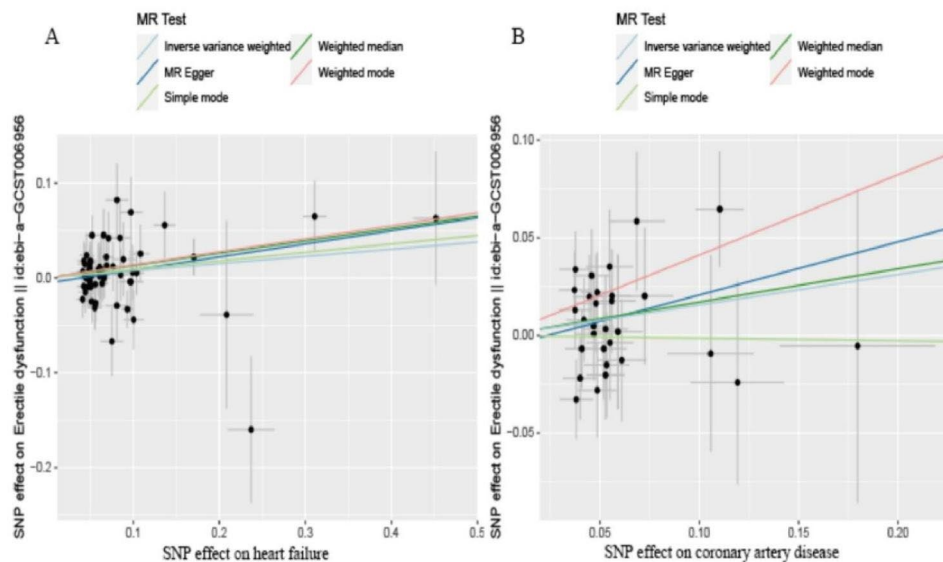 MR Test
A
Inverse variance weighted
Weighted median
MR Egger
Weighted mode
Simple mode
SNP effect on Erectile dysfunction || id:ebi-a-GCST006956
0.1
0.0
−0.1
−0.2
0.1
0.2
0.3
0.4
0.5
SNP effect on heart failure
MR Test
B
Inverse variance weighted
Weighted median
MR Egger
Weighted mode
Simple mode
SNP effect on Erectile dysfunction || id:ebi-a-GCST006956
0.10
0.05
0.00
−0.05
0.05
0.10
0.15
0.20
SNP effect on coronary artery disease